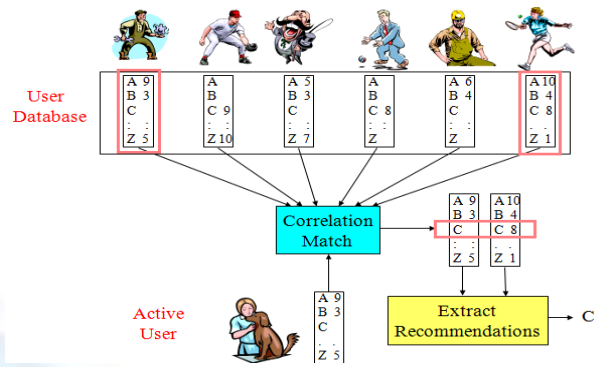 User
Database
A 9
B 3
C
: :
Z 5
A
B
C 9
: :
Z 10
A 5
B 3
C
: :
Z 7
A
B
C 8
. .
Z
A 6
B 4
C
: :
Z
A 10
B 4
C 8
. .
Z 1
Correlation
Match
A 9
B 3
C
: :
Z 5
A 10
B 4
C 8
. .
Z 1
Active
User
A 9
B 3
C
. .
Z 5
Extract
Recommendations
C